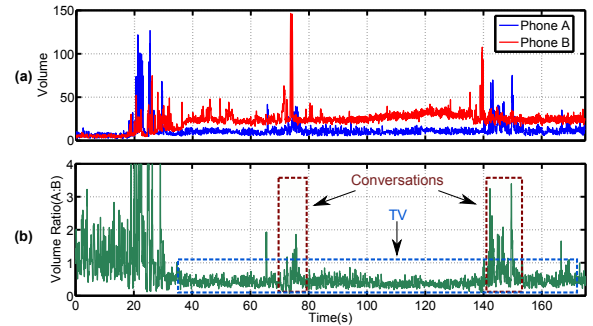 150
100
50
0
Volume
(a)
Phone A
Phone B
4
3
2
1
0
Volume Ratio(A:B)
(b)
Conversations
TV
0 20 40 60 80 100 120 140 160
Time(s)